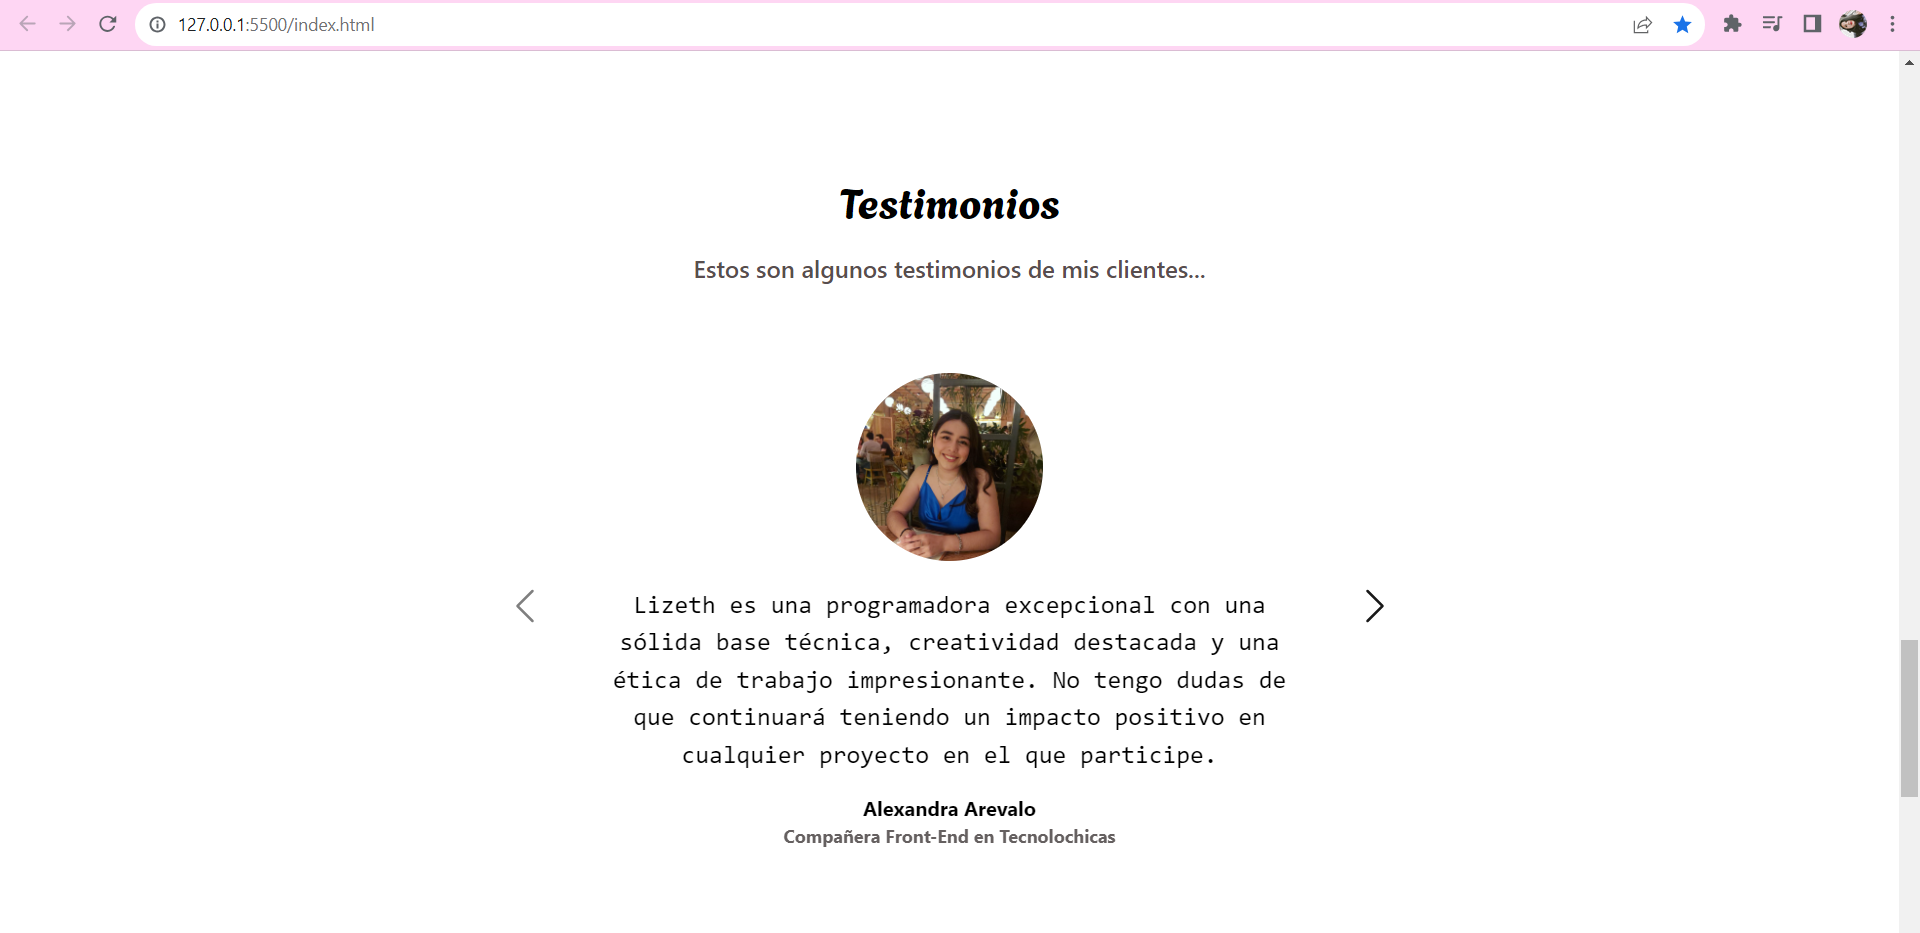 127.0.0.1:5500/index.html
Testimonios
Estos son algunos testimonios de mis clientes...
Lizeth es una programadora excepcional con una
sólida base técnica, creatividad destacada y una
ética de trabajo impresionante. No tengo dudas de
que continuará teniendo un impacto positivo en
cualquier proyecto en el que participe.
Alexandra Arevalo
Compañera Front-End en Tecnolochicas